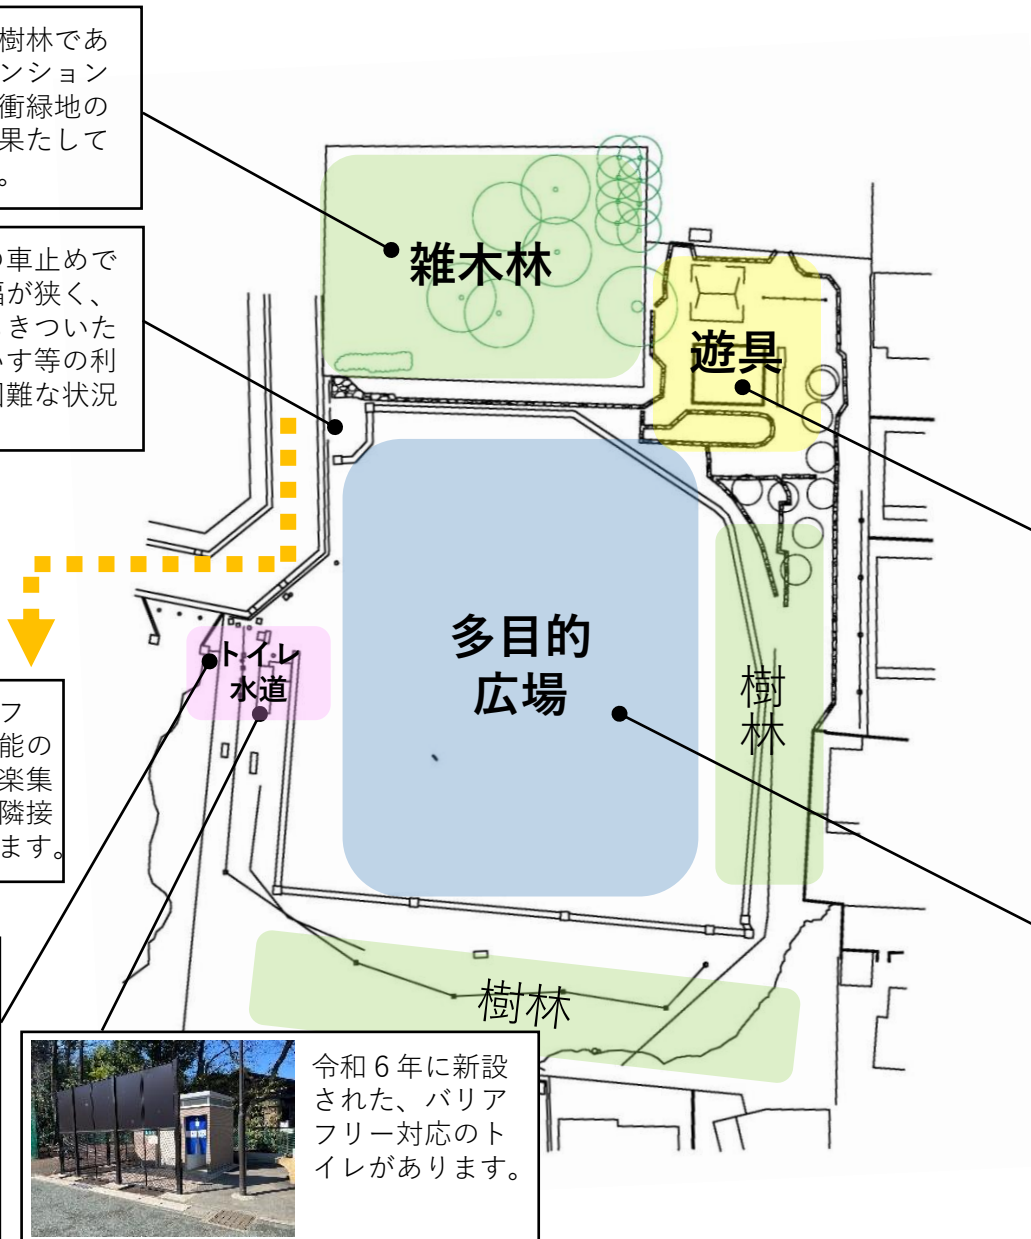 樹林であ
ンション
衝緑地の
果たして
。
車止めで
幅が狭く、
きついた
いす等の利
困難な状況
雑木林
遊具
多目的
広場
トイレ
水道
樹
林
フ
能の
楽集
隣接
ます。
樹林
令和６年に新設
された、バリア
フリー対応のト
イレがあります。